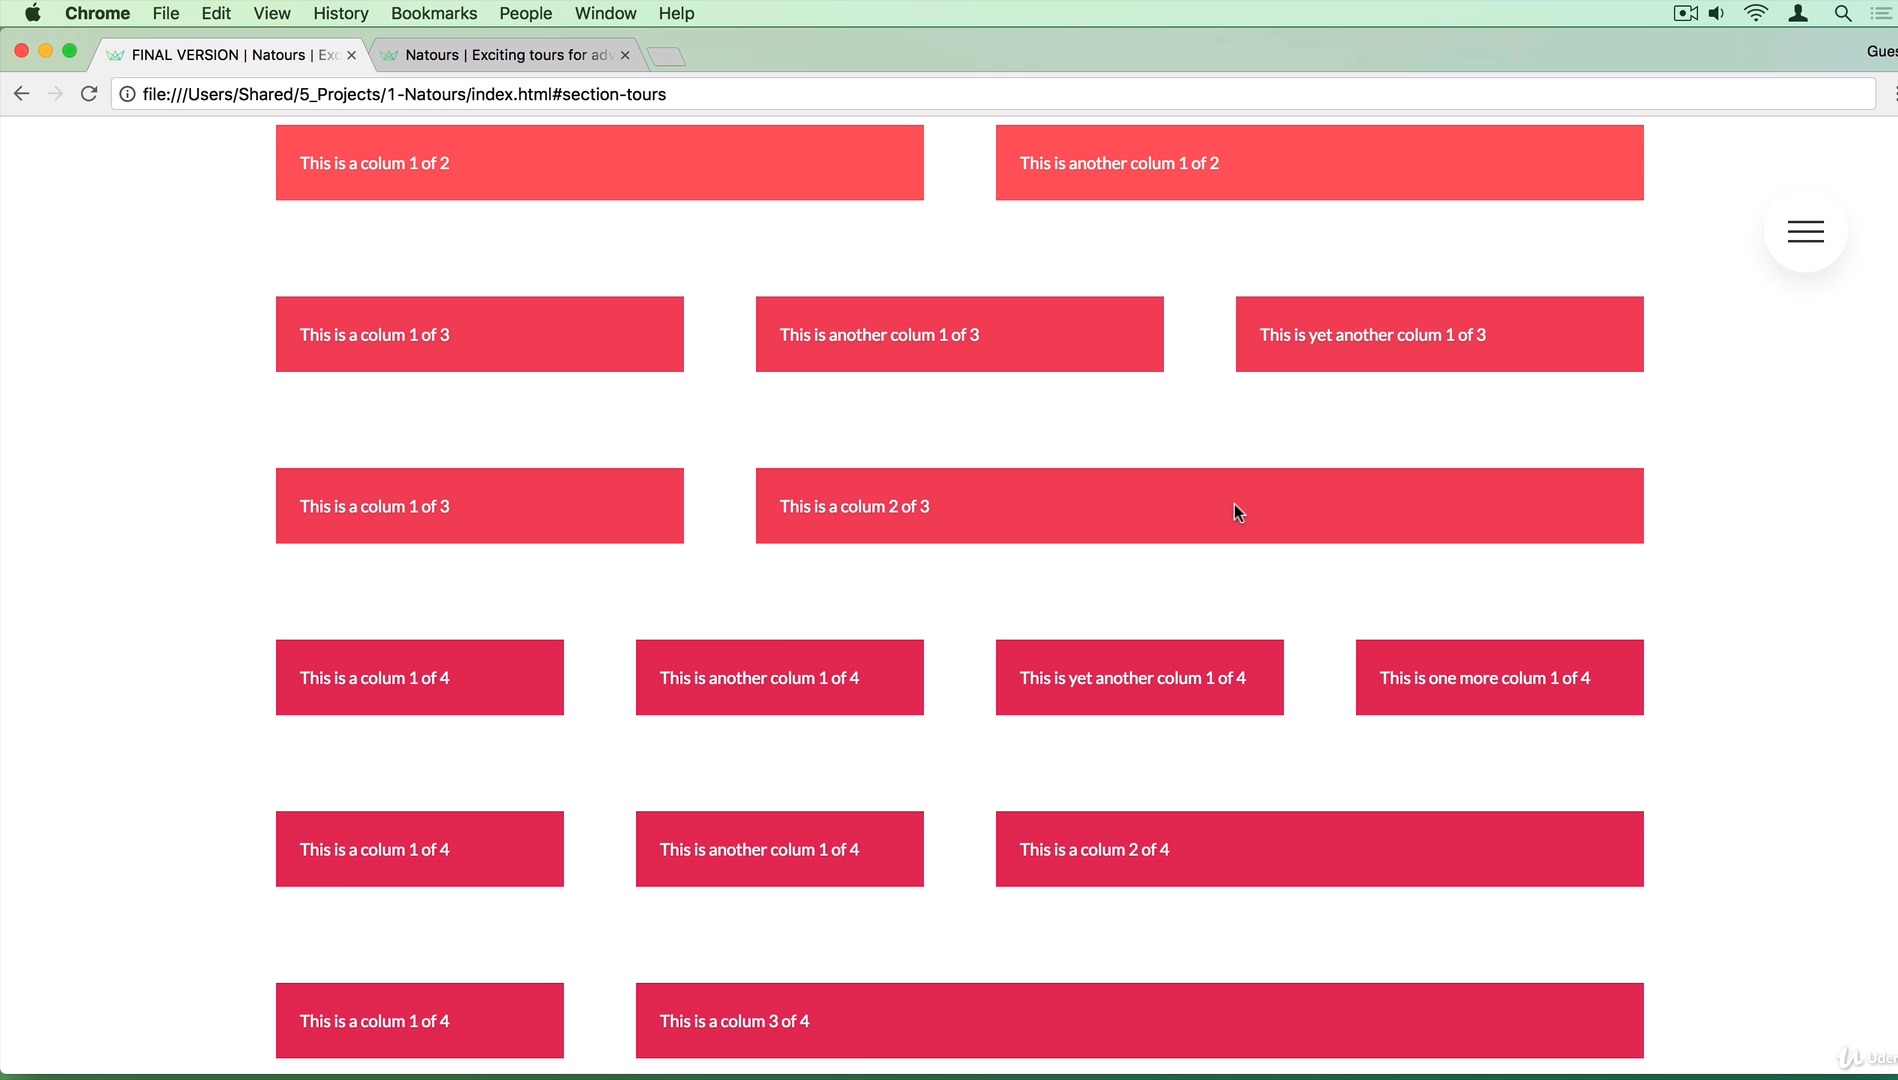 Chrome File Edit View History Bookmarks People Window Help
FINAL VERSION | Natours | Exc
Natours | Exciting tours for adv
Gues
file:///Users/Shared/5_Projects/1-Natours/index.html#section-tours
This is a colum 1 of 2
This is another colum 1 of 2
This is a colum 1 of 3
This is another colum 1 of 3
This is yet another colum 1 of 3
This is a colum 1 of 3
This is a colum 2 of 3
This is a colum 1 of 4
This is another colum 1 of 4
This is yet another colum 1 of 4
This is one more colum 1 of 4
This is a colum 1 of 4
This is another colum 1 of 4
This is a colum 2 of 4
This is a colum 1 of 4
This is a colum 3 of 4
Uder